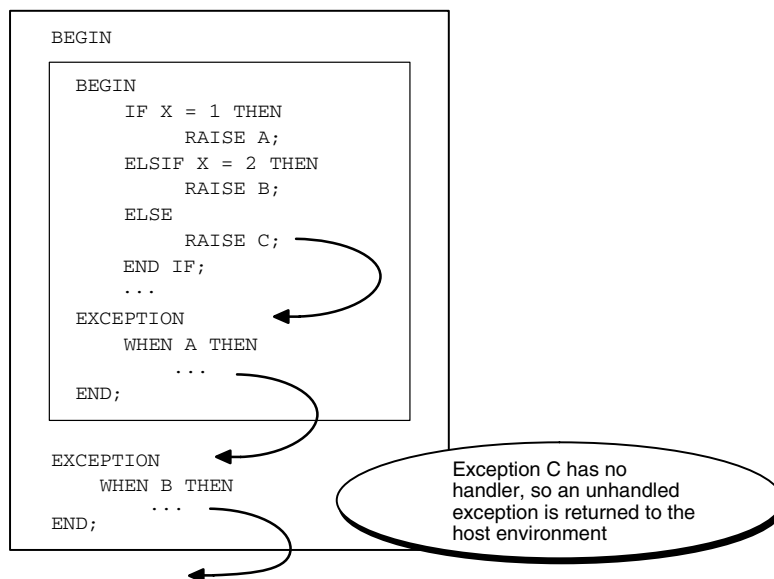 BEGIN
BEGIN
IF X = 1 THEN
RAISE A;
ELSIF X = 2 THEN
RAISE B;
ELSE
RAISE C;
END IF;
...
EXCEPTION
WHEN A THEN
...
END;
EXCEPTION
WHEN B THEN
...
END;
Exception C has no
handler, so an unhandled
exception is returned to the
host environment